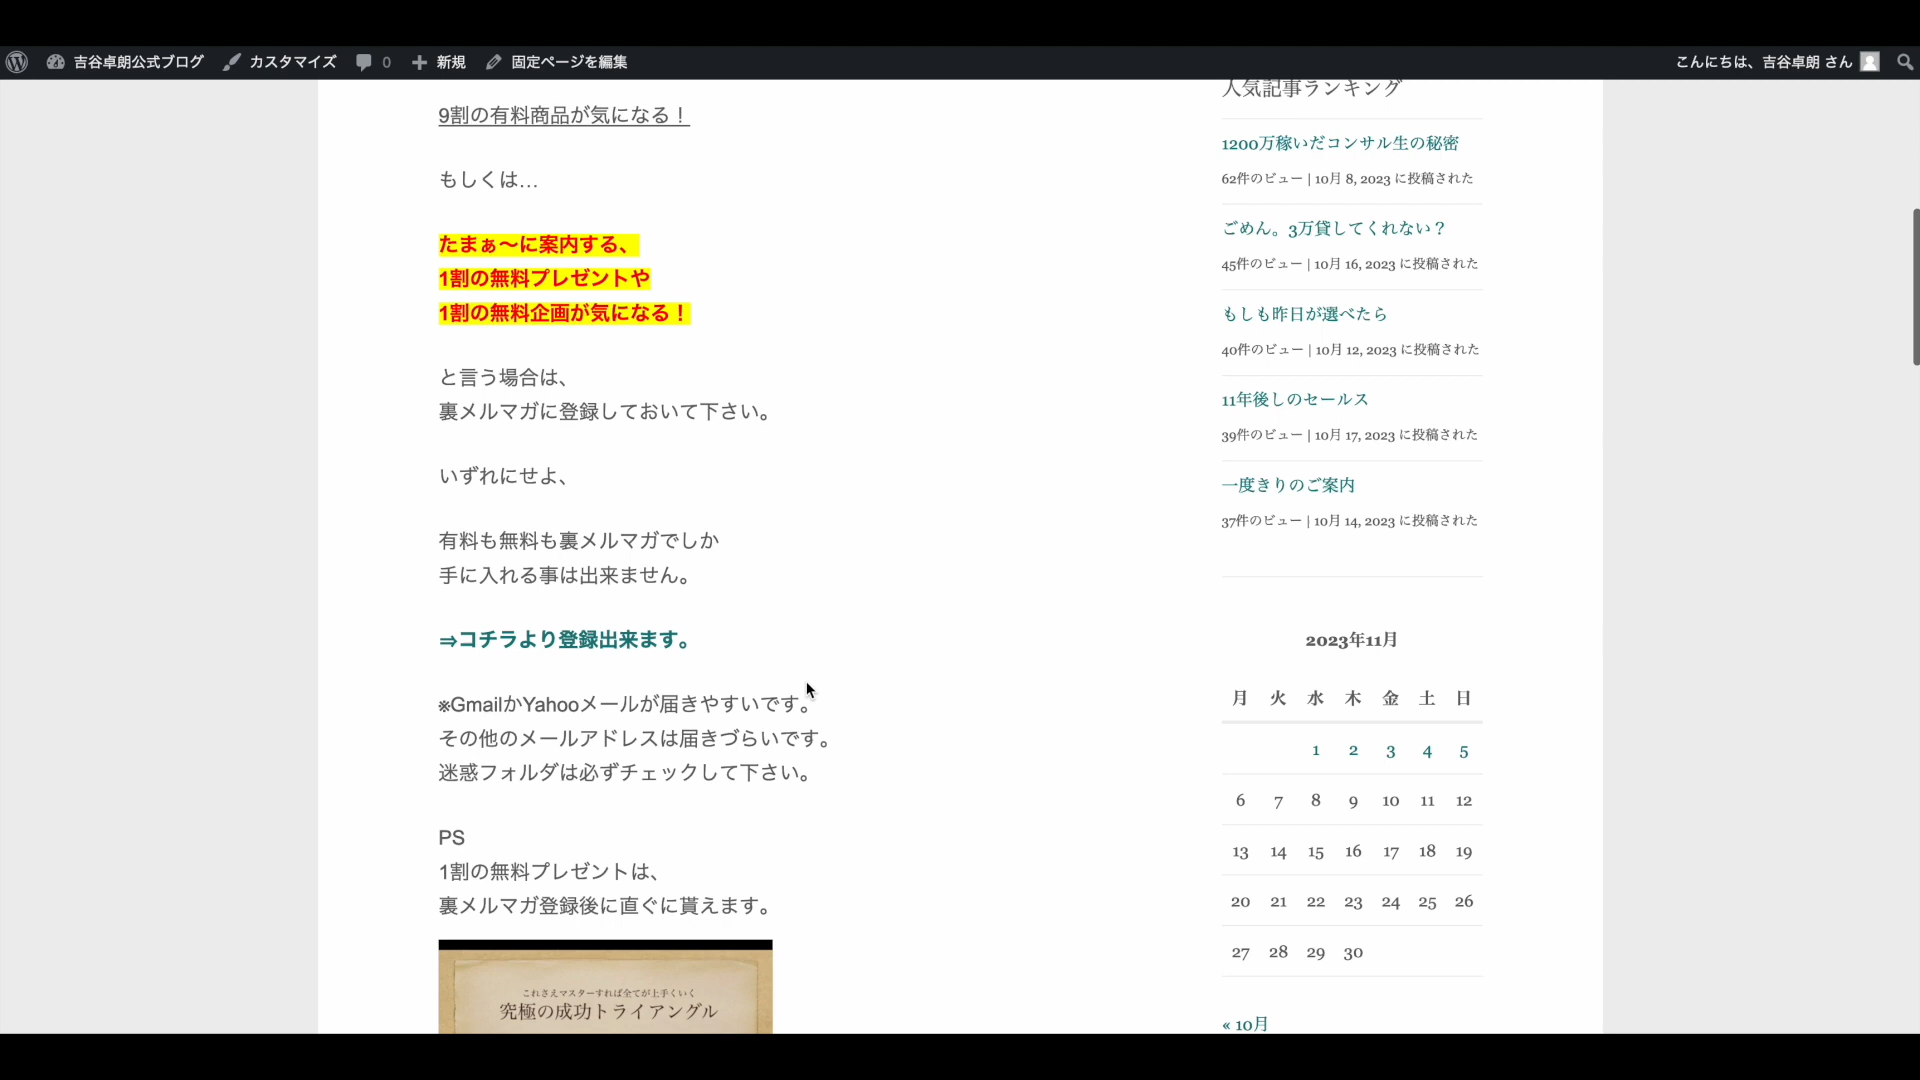 吉谷卓朗公式ブログ カスタマイズ 0 新規 固定ページを編集 こんにちは、吉谷卓朗 さん
9割の有料商品が気になる！
もしくは…
たまぁ〜に案内する、
1割の無料プレゼントや
1割の無料企画が気になる！
と言う場合は、
裏メルマガに登録しておいて下さい。
いずれにせよ、
有料も無料も裏メルマガでしか
手に入れる事は出来ません。
⇒コチラより登録出来ます。
※GmailかYahooメールが届きやすいです。
その他のメールアドレスは届きづらいです。
迷惑フォルダは必ずチェックして下さい。
PS
1割の無料プレゼントは、
裏メルマガ登録後に直ぐに貰えます。
これさえマスターすれば全てが上手くいく
究極の成功トライアングル
人気記事ランキング
1200万稼いだコンサル生の秘密
62件のビュー | 10月 8, 2023 に投稿された
ごめん。3万貸してくれない？
45件のビュー | 10月 16, 2023 に投稿された
もしも昨日が選べたら
40件のビュー | 10月 12, 2023 に投稿された
11年後しのセールス
39件のビュー | 10月 17, 2023 に投稿された
一度きりのご案内
37件のビュー | 10月 14, 2023 に投稿された
2023年11月
月 火 水 木 金 土 日
1 2 3 4 5
6 7 8 9 10 11 12
13 14 15 16 17 18 19
20 21 22 23 24 25 26
27 28 29 30
« 10月